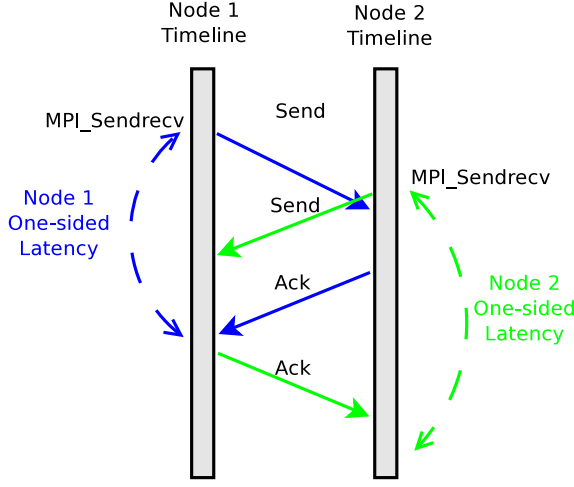 Node 1
Timeline
Node 2
Timeline
Send
MPI_Sendrecv
MPI_Sendrecv
Send
Node 1
One-sided
Latency
Ack
Node 2
One-sided
Latency
Ack